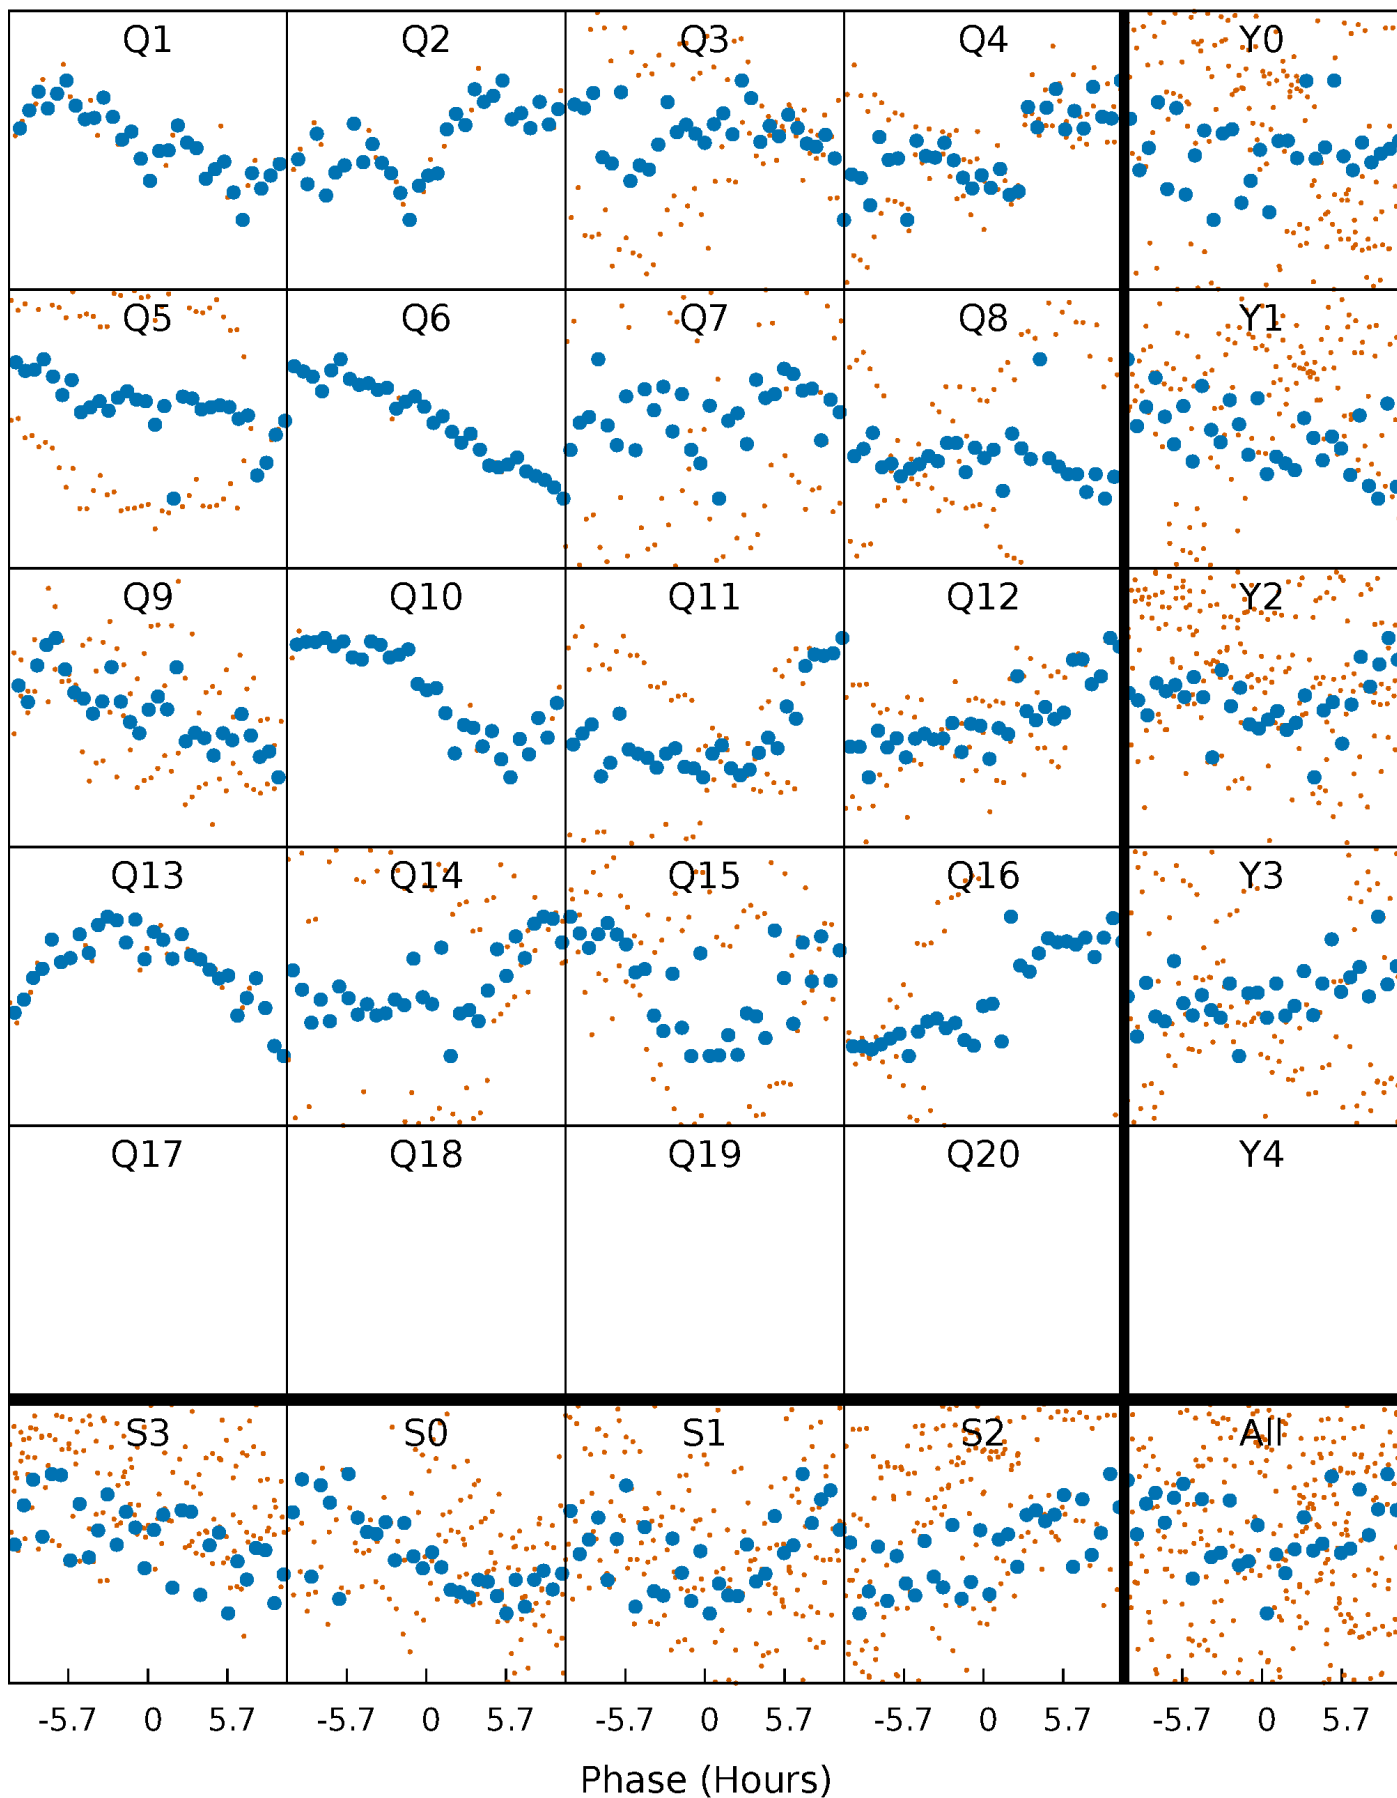 Q1 Q2 Q3 Q4 Y0
Q5 Q6 Q7 Q8 Y1
Q9 Q10 Q11 Q12 Y2
Q13 Q14 Q15 Q16 Y3
Q17 Q18 Q19 Q20 Y4
S3 S0 S1 S2 All
-5.7 0 5.7 -5.7 0 5.7 -5.7 0 5.7 -5.7 0 5.7 -5.7 0 5.7
Phase (Hours)